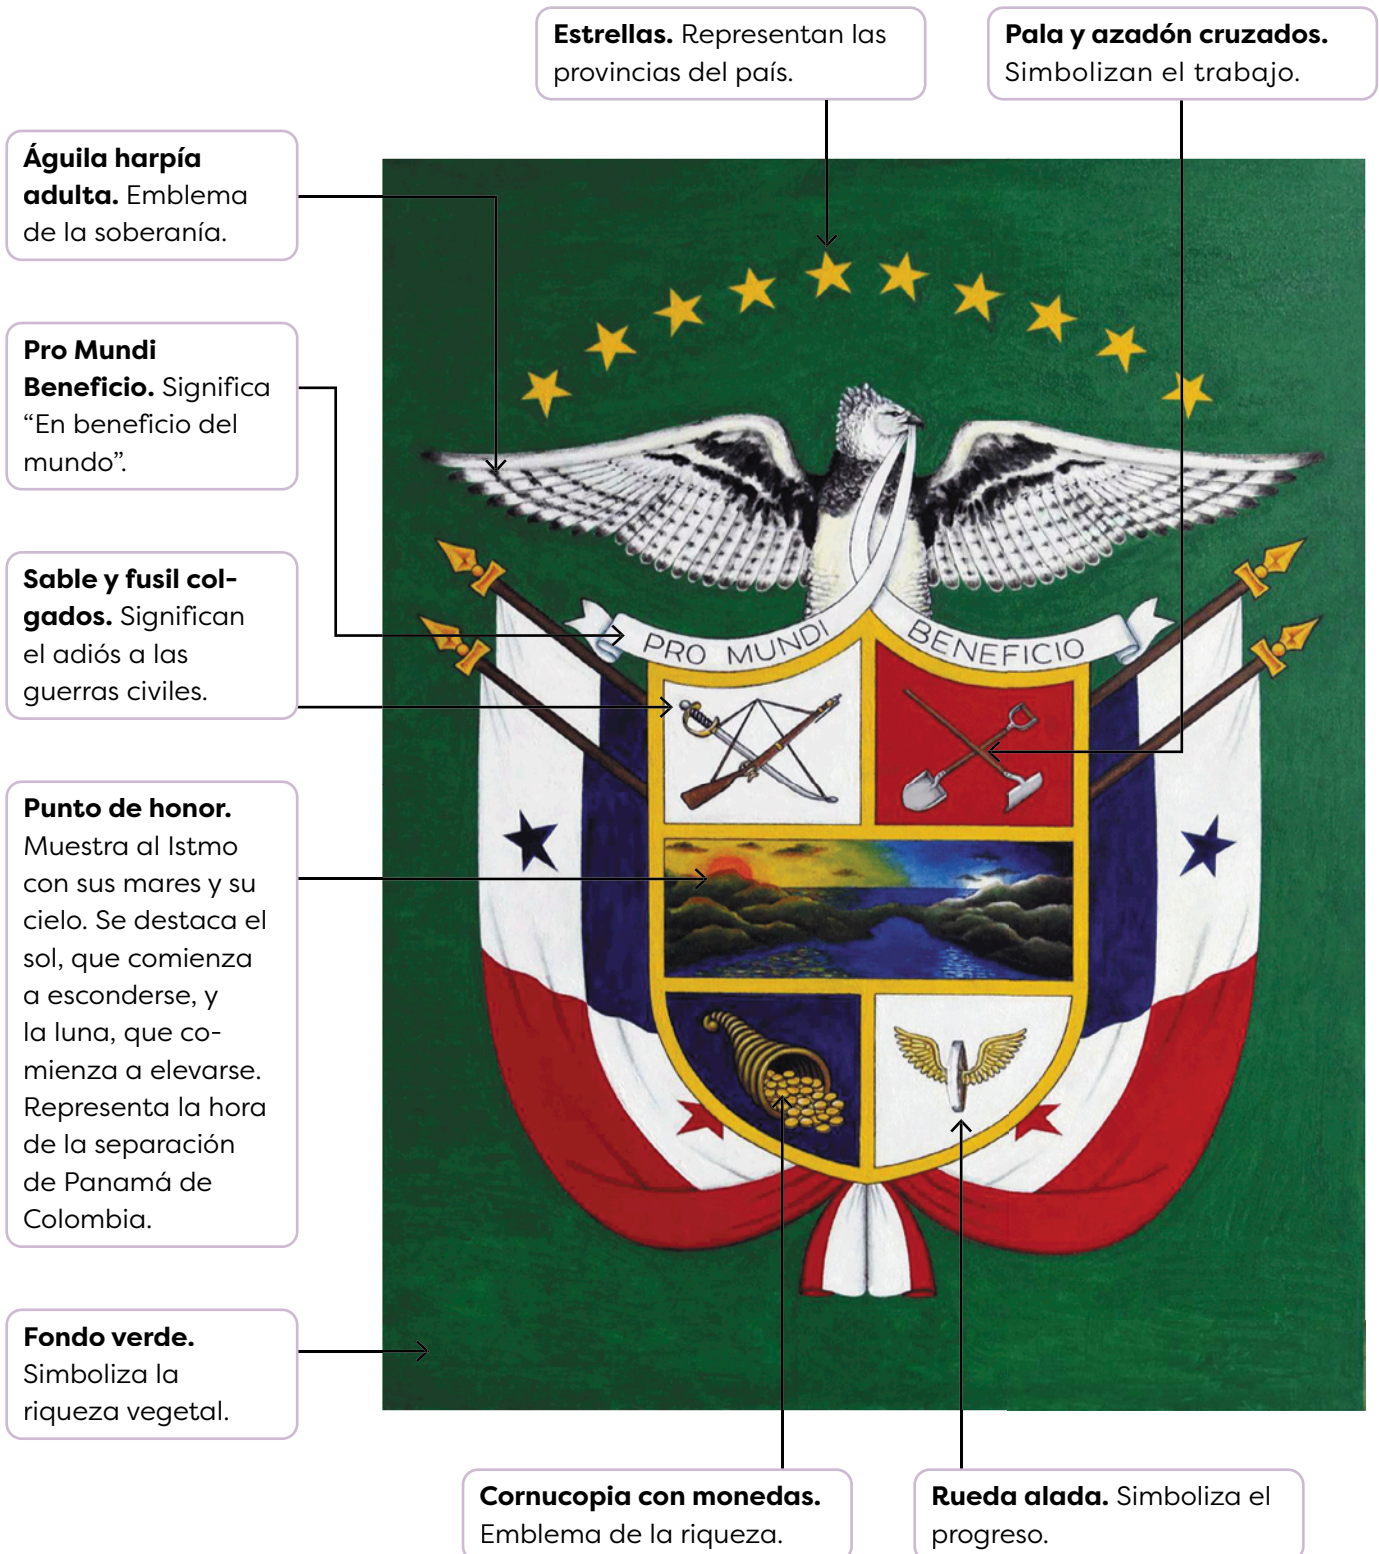 Estrellas. Representan las
provincias del país.
Pala y azadón cruzados.
Simbolizan el trabajo.
Águila harpía
adulta. Emblema
de la soberanía.
Pro Mundi
Beneficio. Significa
“En beneficio del
mundo”.
Sable y fusil col-
gados. Significan
el adiós a las
guerras civiles.
Punto de honor.
Muestra al Istmo
con sus mares y su
cielo. Se destaca el
sol, que comienza
a esconderse, y
la luna, que co-
mienza a elevarse.
Representa la hora
de la separación
de Panamá de
Colombia.
Fondo verde.
Simboliza la
riqueza vegetal.
PRO MUNDI BENEFICIO
Cornucopia con monedas.
Emblema de la riqueza.
Rueda alada. Simboliza el
progreso.